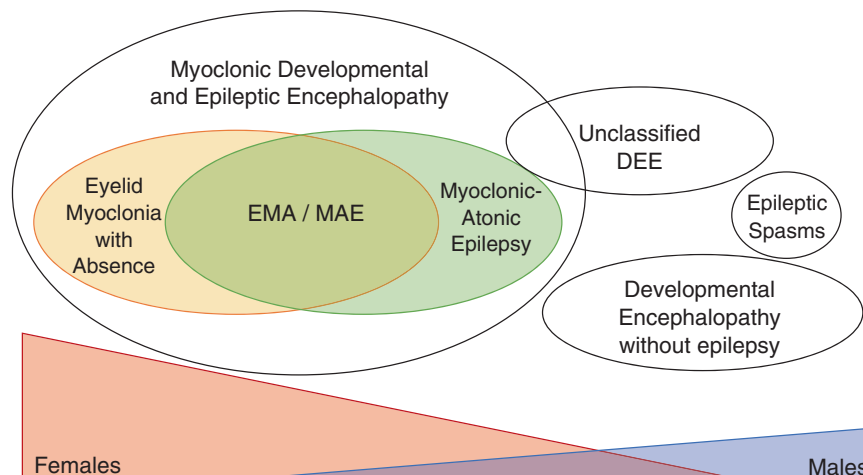 Myoclonic Developmental
and Epileptic Encephalopathy
Unclassified
DEE
Eyelid
Myoclonia
with
Absence
EMA / MAE
Myoclonic-
Atonic
Epilepsy
Epileptic
Spasms
Developmental
Encephalopathy
without epilepsy
Females
Males